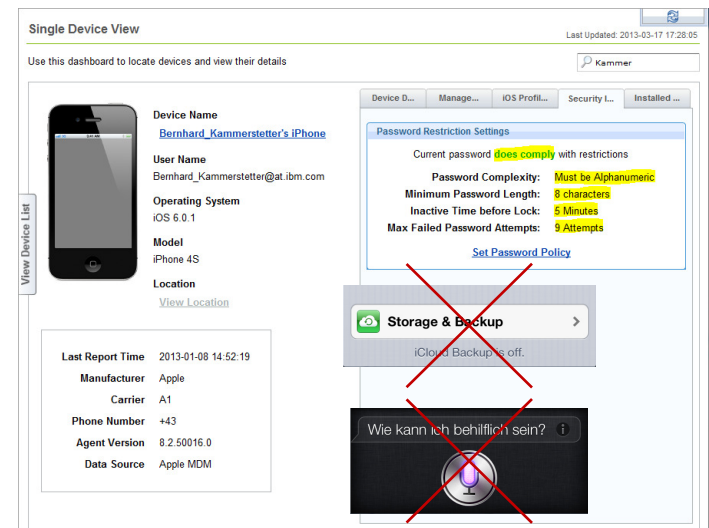 Single Device View
Last Updated: 2013-03-17 17:28:05
Use this dashboard to locate devices and view their details
Kammer
View Device List
Device Name
Bernhard_Kammerstetter's iPhone
User Name
Bernhard_Kammerstetter@at.ibm.com
Operating System
iOS 6.0.1
Model
iPhone 4S
Location
View Location
Last Report Time 2013-01-08 14:52:19
Manufacturer Apple
Carrier A1
Phone Number +43
Agent Version 8.2.50016.0
Data Source Apple MDM
Device D... Manage... iOS Profil... Security I... Installed ...
Password Restriction Settings
Current password does comply with restrictions
Password Complexity: Must be Alphanumeric
Minimum Password Length: 8 characters
Inactive Time before Lock: 5 Minutes
Max Failed Password Attempts: 9 Attempts
Set Password Policy
Storage & Backup
iCloud Backup is off.
Wie kann ich behilflich sein?